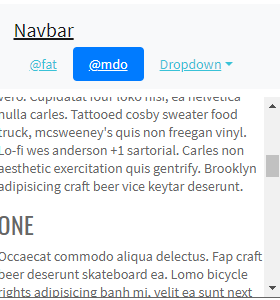 Navbar
@fat @mdo Dropdown
vero. Cupidatat four loko nisi, ea helvetica
nulla carles. Tattooed cosby sweater food
truck, mcsweeney's quis non freegan vinyl.
Lo-fi wes anderson +1 sartorial. Carles non
aesthetic exercitation quis gentrify. Brooklyn
adipisicing craft beer vice keytar deserunt.
ONE
Occaecat commodo aliqua delectus. Fap craft
beer deserunt skateboard ea. Lomo bicycle
rights adipisicing banh mi, velit ea sunt next